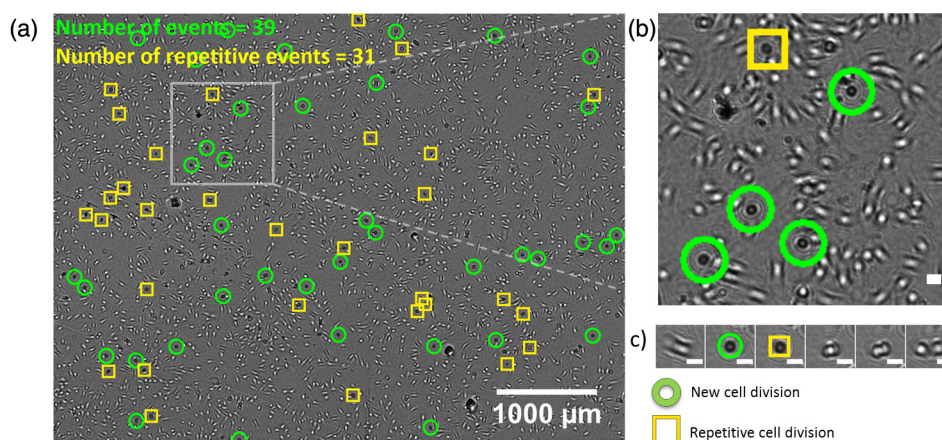 (a)
Number of events = 39
Number of repetitive events = 31
1000 µm
(b)
c)
New cell division
Repetitive cell division